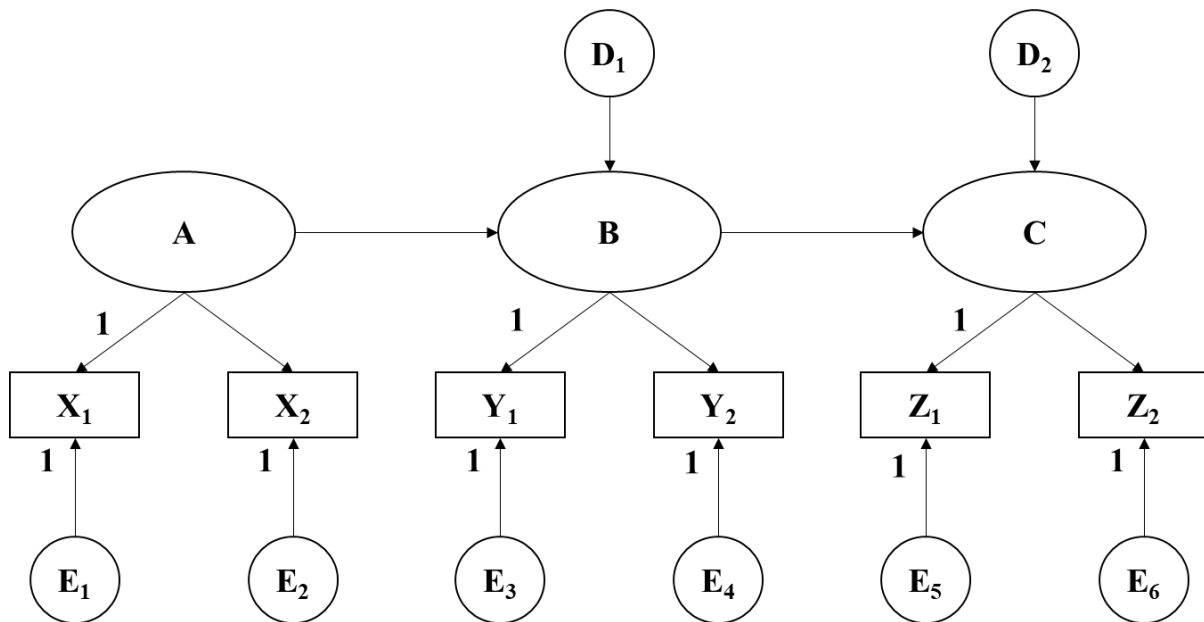 D₁ D₂
A B C
1 1 1
X₁ X₂ Y₁ Y₂ Z₁ Z₂
1 1 1 1 1 1
E₁ E₂ E₃ E₄ E₅ E₆